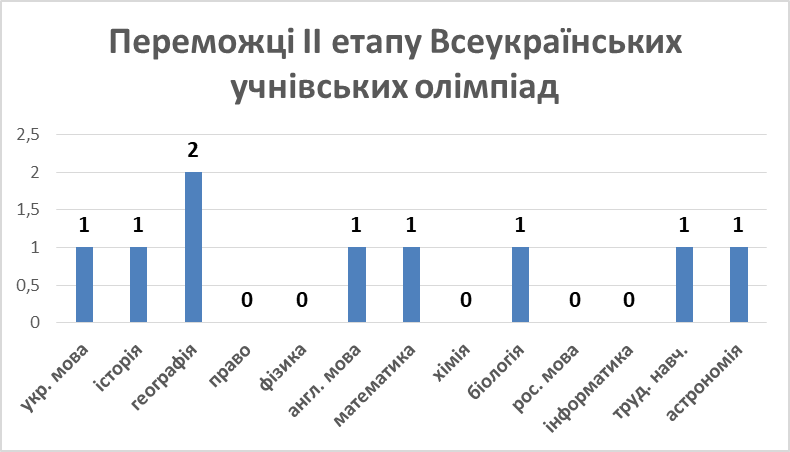 Переможці ІІ етапу Всеукраїнських
учнівських олімпіад
2,5
2
1,5
1
0,5
0
1
1
2
0
0
1
1
0
1
0
0
1
1
укр. мова
історія
географія
право
фізика
англ. мова
математика
хімія
біологія
рос. мова
інформатика
труд. навч.
астрономія